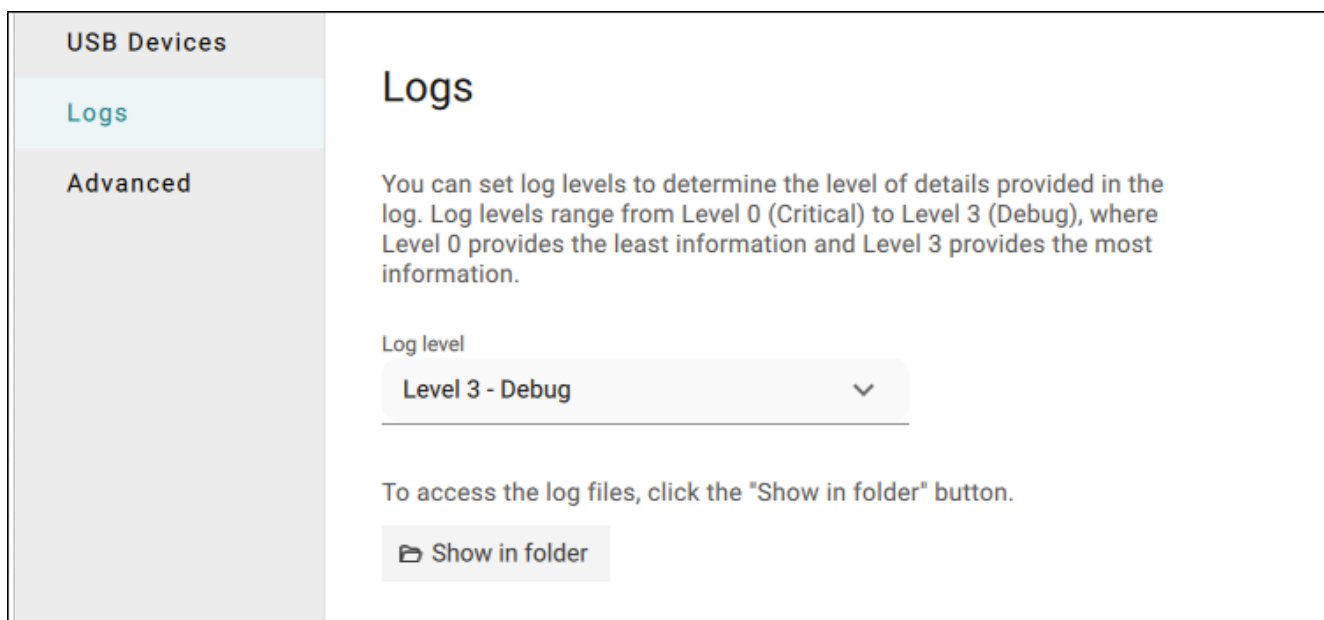 USB Devices
Logs
Advanced
Logs
You can set log levels to determine the level of details provided in the
log. Log levels range from Level 0 (Critical) to Level 3 (Debug), where
Level 0 provides the least information and Level 3 provides the most
information.
Log level
Level 3 - Debug
To access the log files, click the "Show in folder" button.
Show in folder